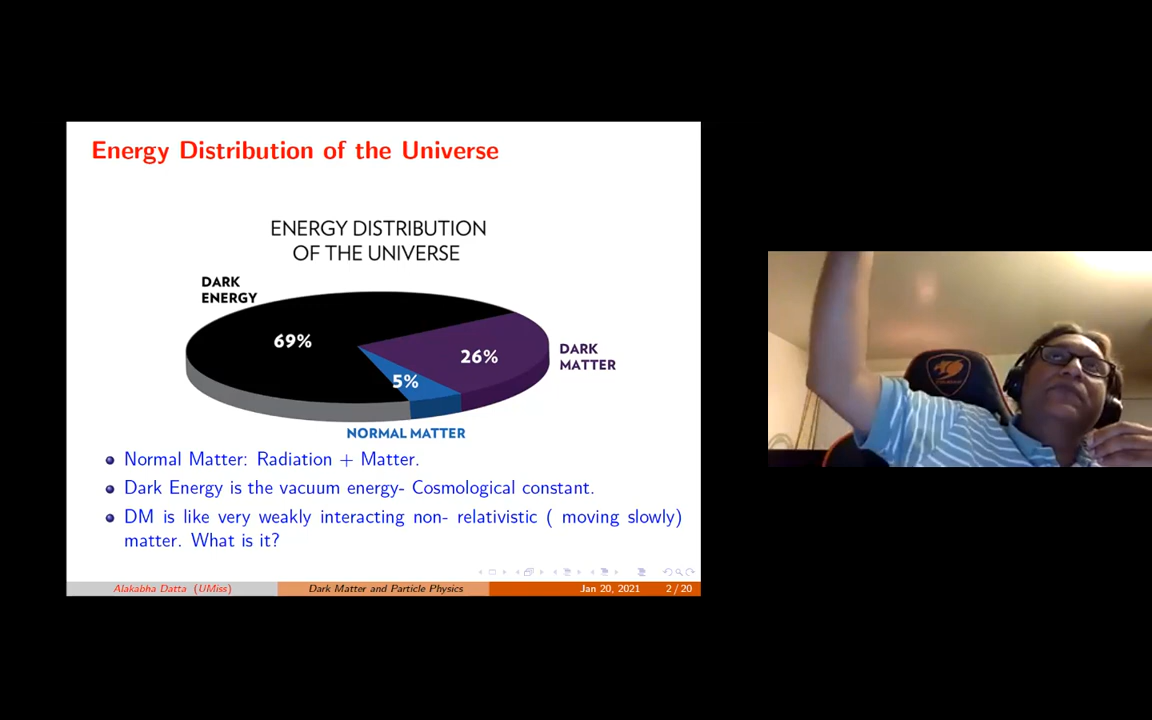 Energy Distribution of the Universe
ENERGY DISTRIBUTION
OF THE UNIVERSE
DARK
ENERGY
69%
26%
DARK
MATTER
5%
NORMAL MATTER
Normal Matter: Radiation + Matter.
Dark Energy is the vacuum energy- Cosmological constant.
DM is like very weakly interacting non- relativistic ( moving slowly)
matter. What is it?
Alakabha Datta (UMiss) Dark Matter and Particle Physics Jan 20, 2021 2 / 20